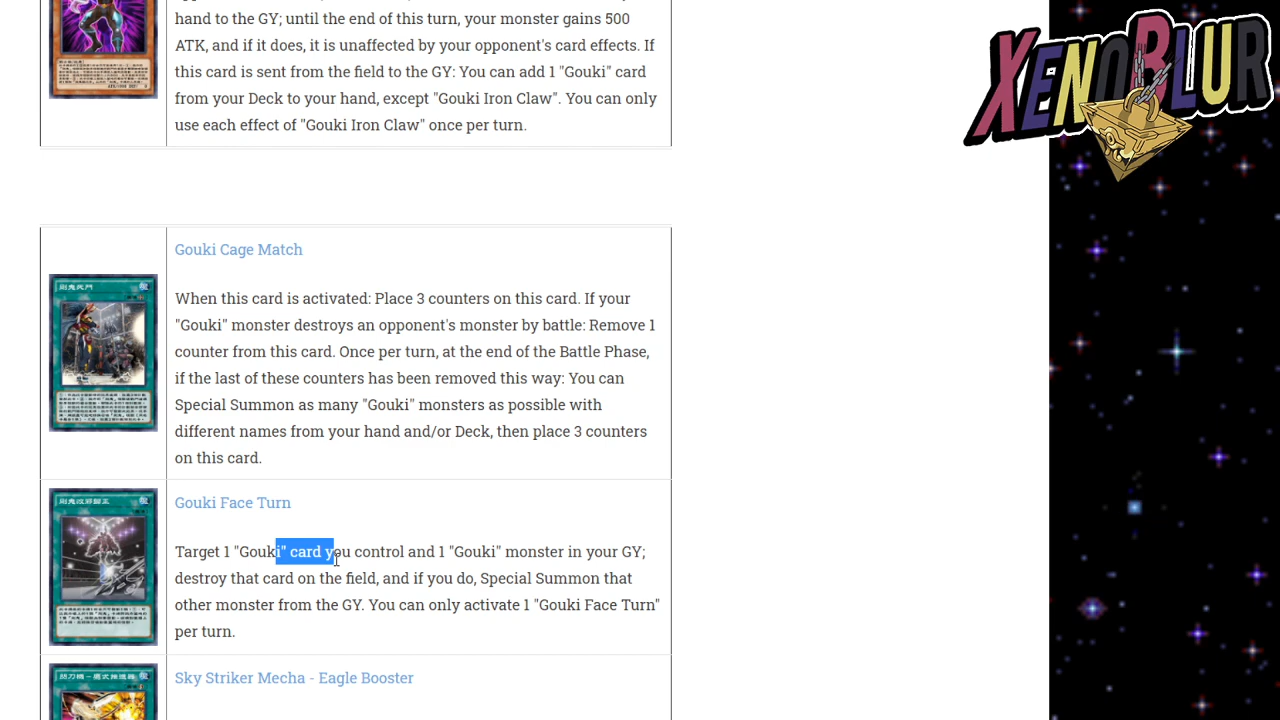 hand to the GY; until the end of this turn, your monster gains 500
ATK, and if it does, it is unaffected by your opponent's card effects. If
this card is sent from the field to the GY: You can add 1 "Gouki" card
from your Deck to your hand, except "Gouki Iron Claw". You can only
use each effect of "Gouki Iron Claw" once per turn.
XENOBLUR
Gouki Cage Match
When this card is activated: Place 3 counters on this card. If your
"Gouki" monster destroys an opponent's monster by battle: Remove 1
counter from this card. Once per turn, at the end of the Battle Phase,
if the last of these counters has been removed this way: You can
Special Summon as many "Gouki" monsters as possible with
different names from your hand and/or Deck, then place 3 counters
on this card.
Gouki Face Turn
Target 1 "Gouki" card you control and 1 "Gouki" monster in your GY;
destroy that card on the field, and if you do, Special Summon that
other monster from the GY. You can only activate 1 "Gouki Face Turn"
per turn.
Sky Striker Mecha - Eagle Booster